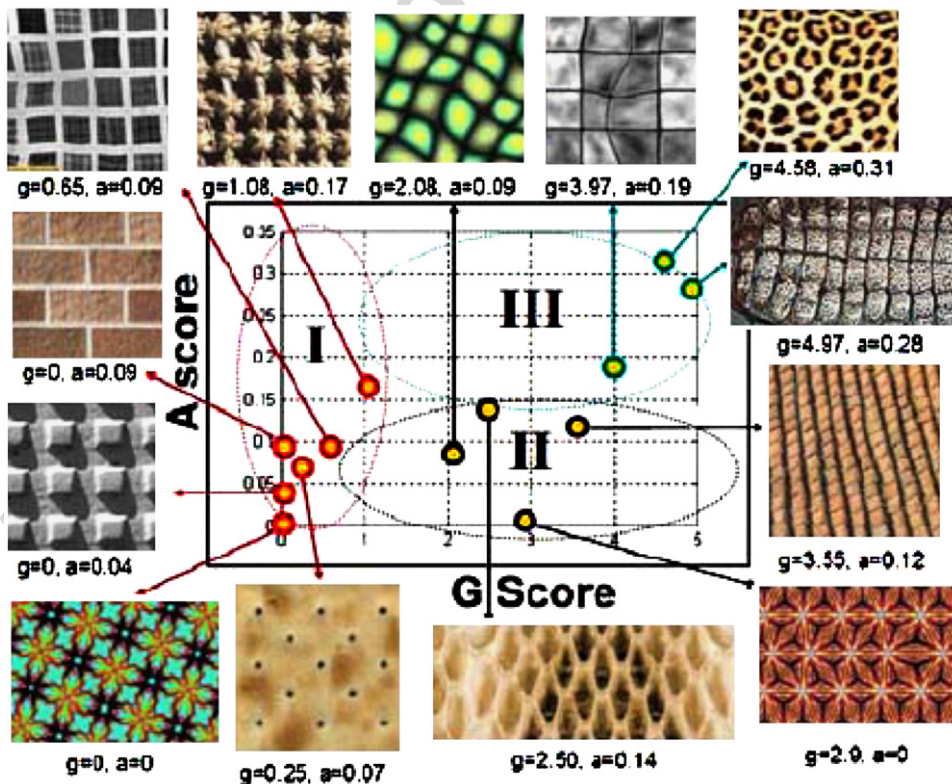 g=0.65, a=0.09
g=1.08, a=0.17
g=2.08, a=0.09
g=3.97, a=0.19
g=4.58, a=0.31
g=0, a=0.09
g=4.97, a=0.28
g=0, a=0.04
g=3.55, a=0.12
g=0, a=0
g=0.25, a=0.07
g=2.50, a=0.14
g=2.9, a=0
A score
0.35
0.3
0.25
0.2
0.15
0.1
0.05
0
I
III
II
0 1 2 3 4 5
G Score